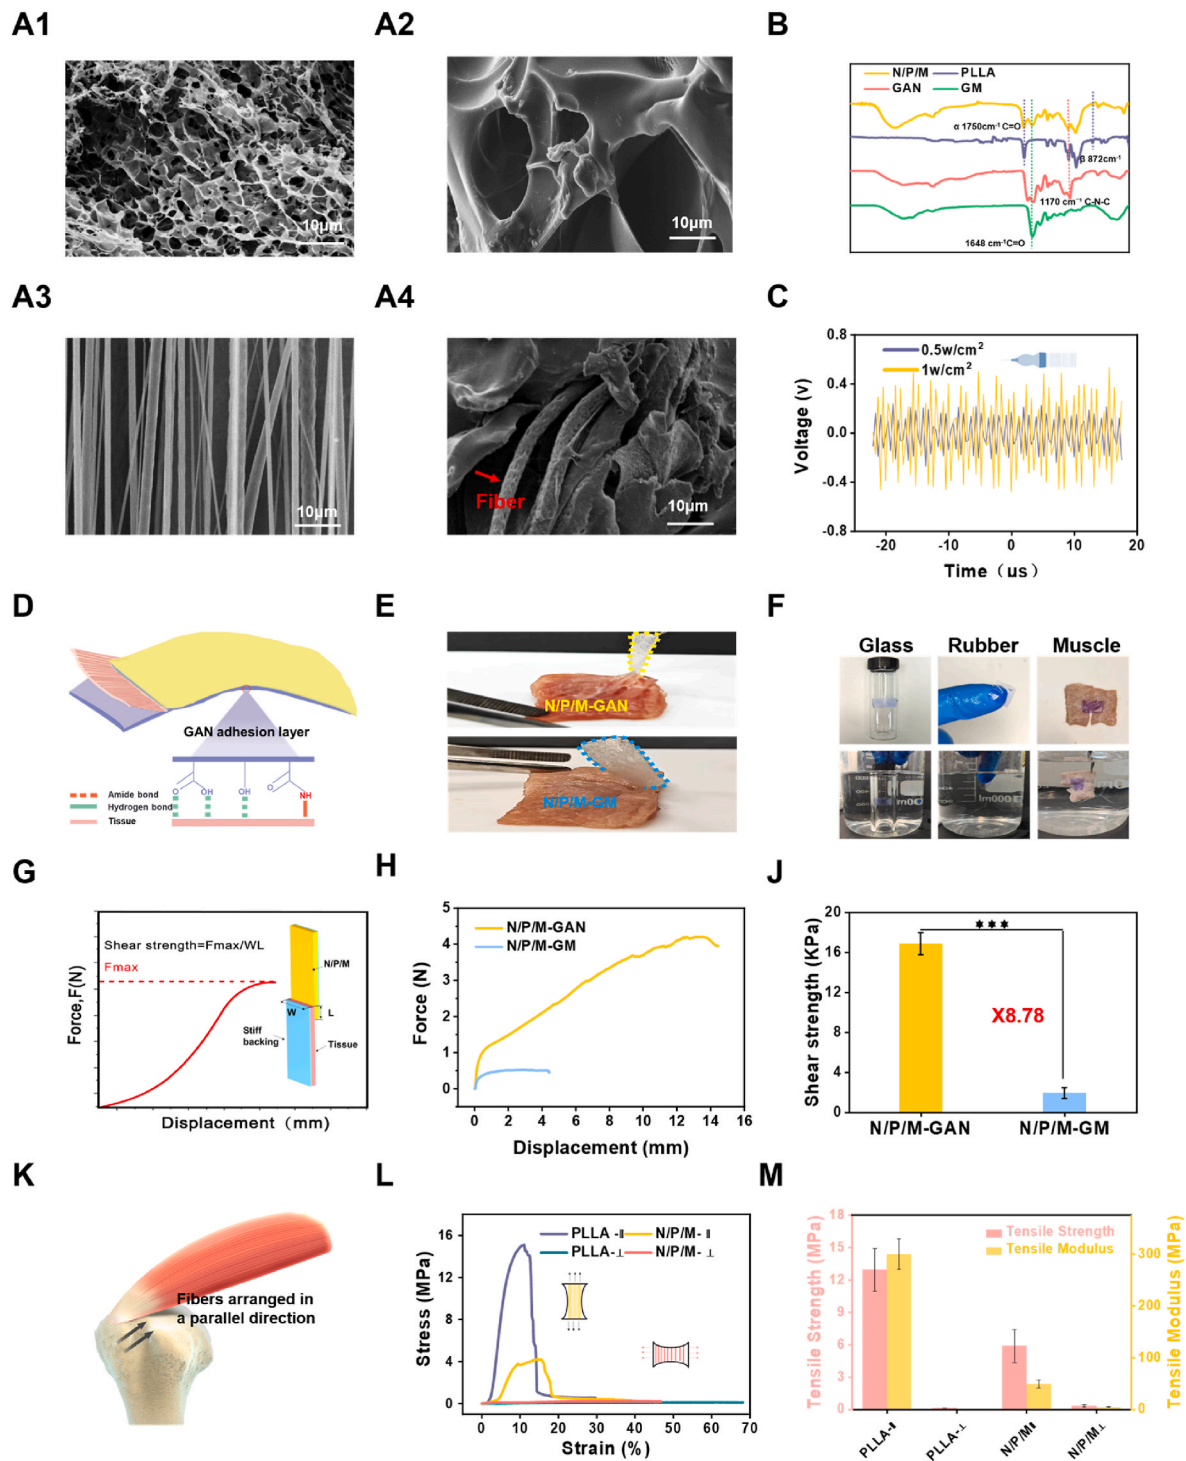 A1
A2
B
10μm
10μm
N/P/M
PLLA
GAN
GM
α 1750cm⁻¹ C=O
β 872cm⁻¹
1170 cm⁻¹ C-N-C
1648 cm⁻¹C=O
A3
A4
C
10μm
Fiber
10μm
0.5w/cm²
1w/cm²
Voltage (v)
0.8
0.4
0.0
-0.4
-0.8
-20
-10
0
10
20
Time (us)
D
E
F
GAN adhesion layer
O
OH
OH
O
NH
Amide bond
Hydrogen bond
Tissue
N/P/M-GAN
N/P/M-GM
Glass
Rubber
Muscle
G
H
J
Shear strength=Fmax/WL
Fmax
N/P/M
W
L
Stiff
backing
Tissue
Force,F(N)
Displacement (mm)
N/P/M-GAN
N/P/M-GM
Force (N)
5
4
3
2
1
0
0
2
4
6
8
10
12
14
16
Displacement (mm)
Shear strength (KPa)
20
16
12
8
4
0
***
X8.78
N/P/M-GAN
N/P/M-GM
K
L
M
Fibers arranged in
a parallel direction
PLLA -∥
N/P/M- ∥
PLLA-⊥
N/P/M- ⊥
Stress (MPa)
16
12
8
4
0
0
10
20
30
40
50
60
70
Strain (%)
Tensile Strength
Tensile Modulus
Tensile Strength (MPa)
18
15
12
9
6
3
0
Tensile Modulus (MPa)
300
200
100
0
PLLA-∥
PLLA-⊥
N/P/M∥
N/P/M⊥